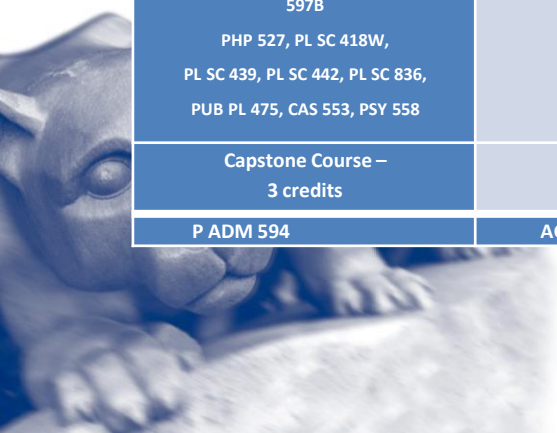 597B
PHP 527, PL SC 418W,
PL SC 439, PL SC 442, PL SC 836,
PUB PL 475, CAS 553, PSY 558
Capstone Course –
3 credits
P ADM 594